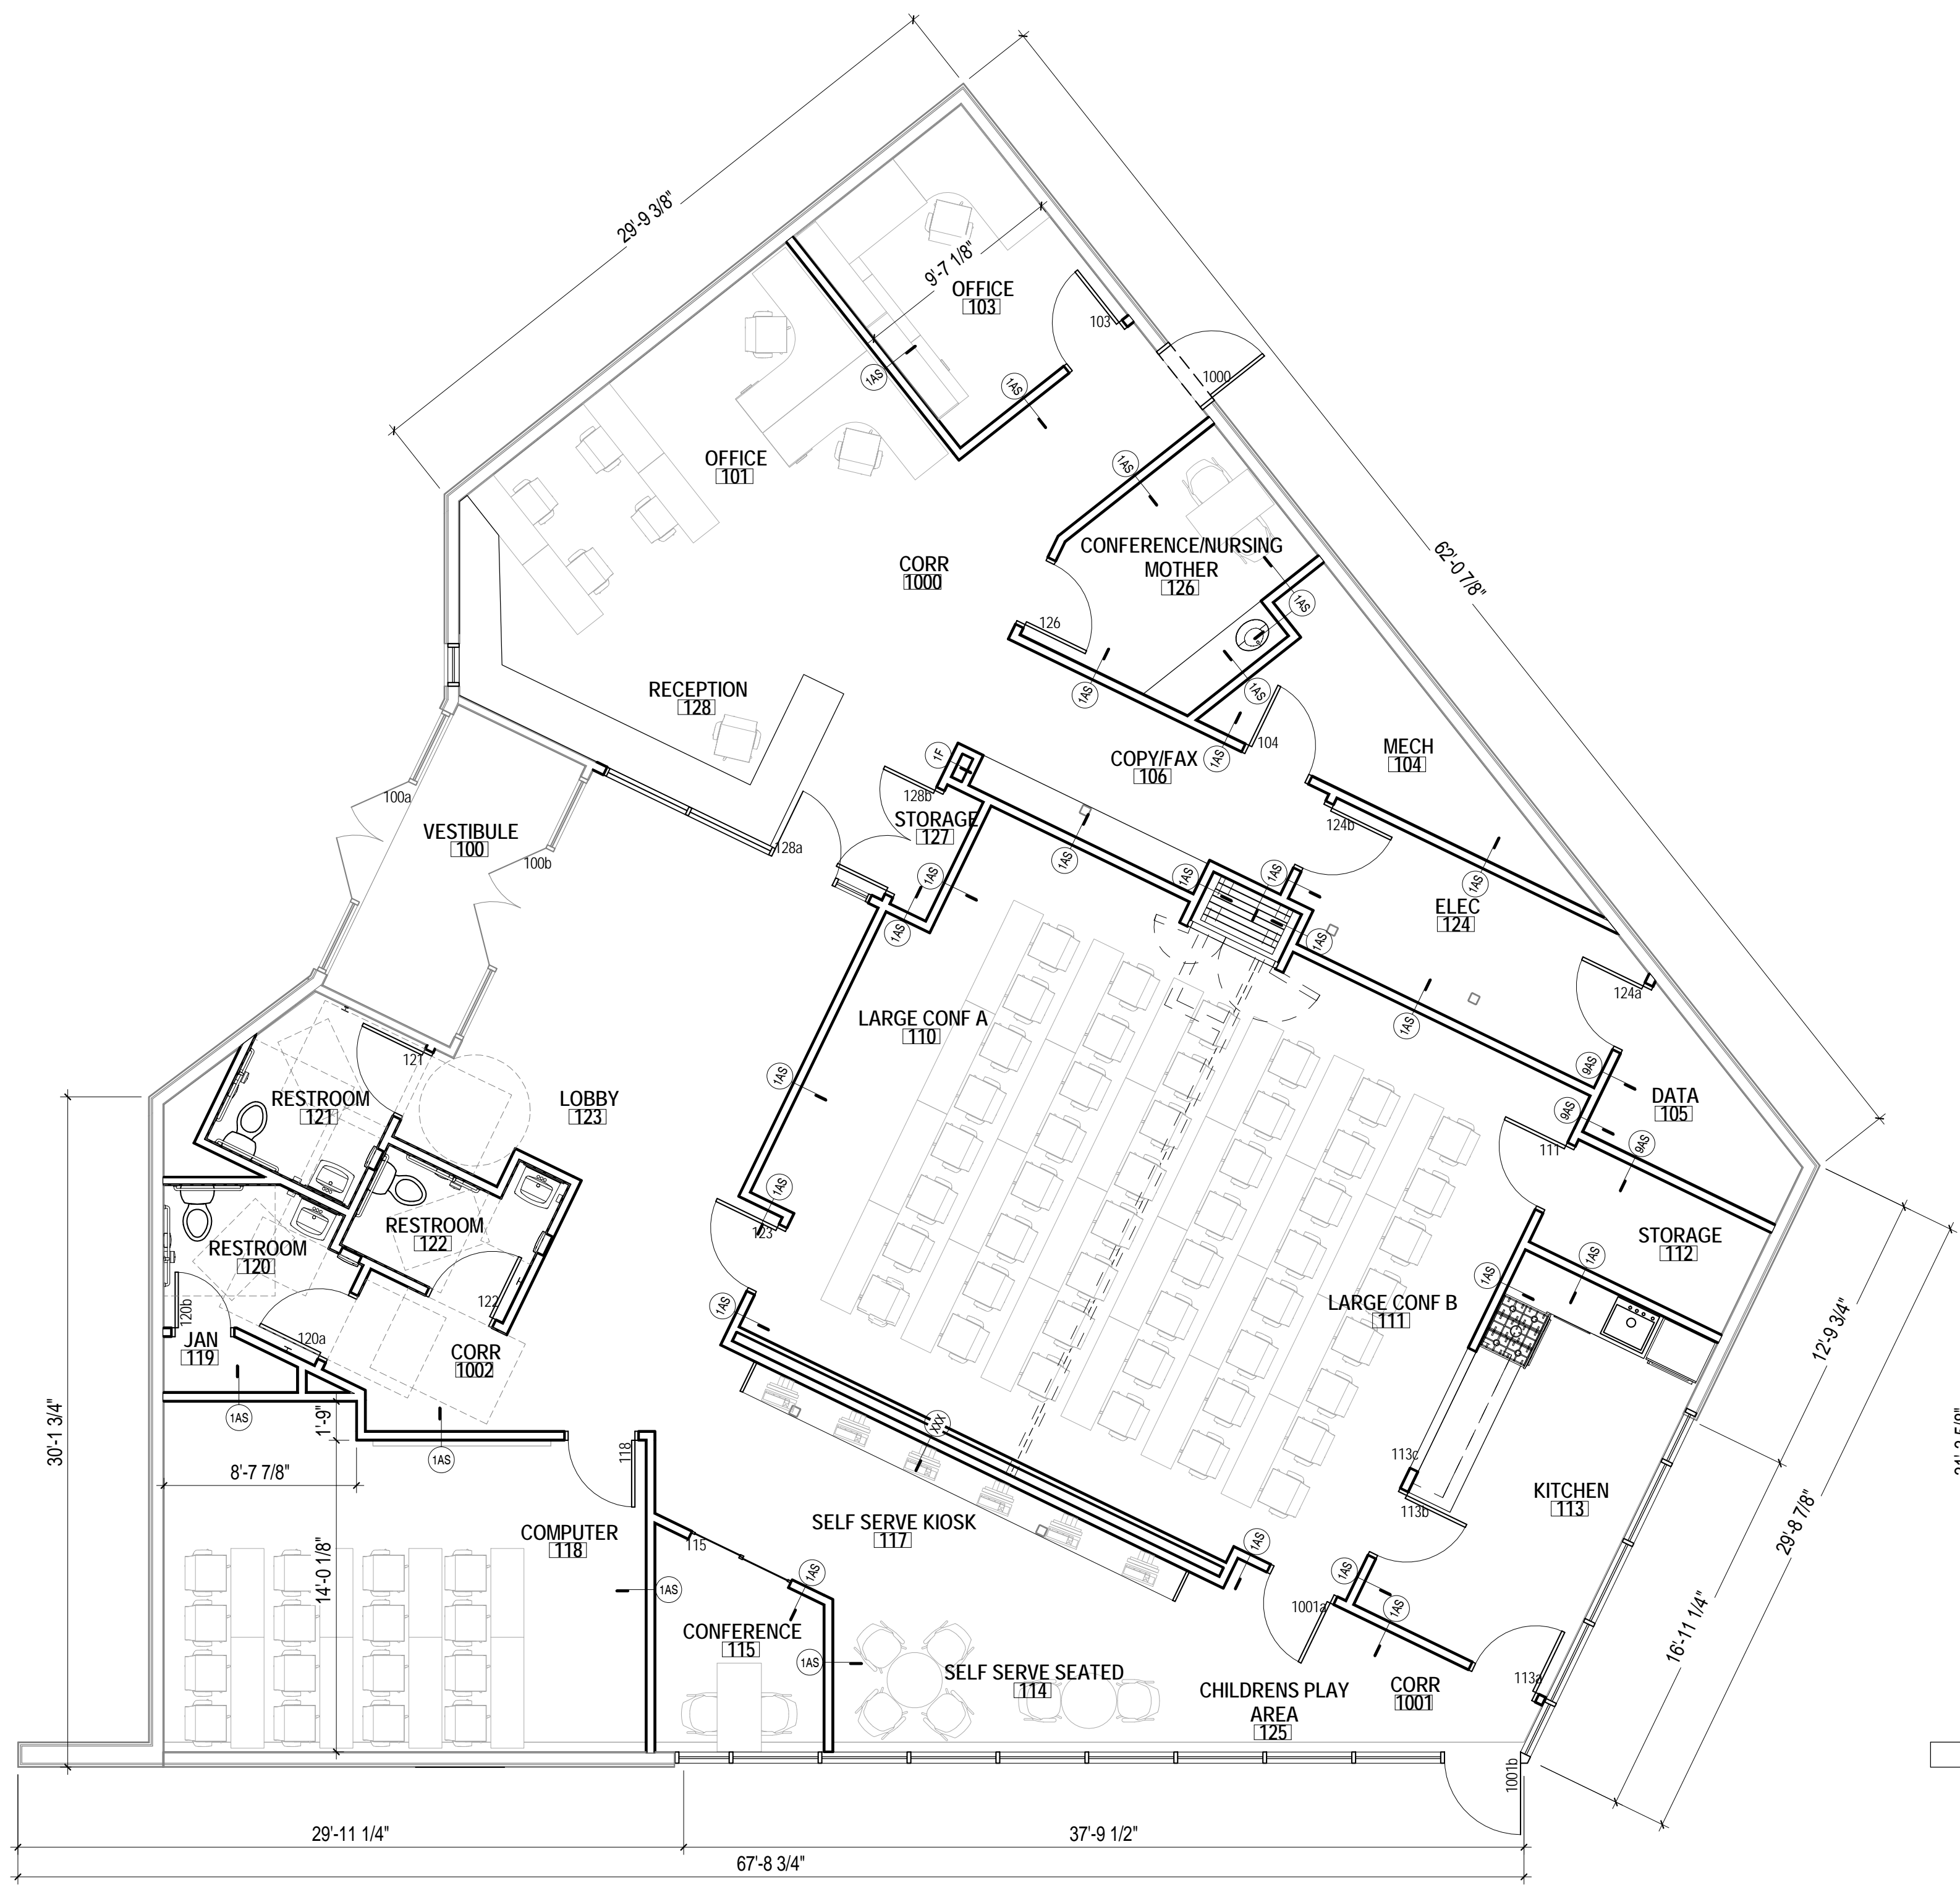 29'-9 3/8"
62'-0 7/8"
9'-7 1/8"
OFFICE
103
103
1AS
1AS
1000
OFFICE
101
1AS
CORR
1000
CONFERENCE/NURSING
MOTHER
126
1AS
126
RECEPTION
128
1AS
1AS
104
1AS
COPY/FAX
106
MECH
104
1F
100a
128b
STORAGE
127
124b
VESTIBULE
100
100b
128a
1AS
1AS
1AS
1AS
1AS
ELEC
124
1AS
1AS
124a
LARGE CONF A
110
1AS
121
9AS
DATA
105
9AS
111
9AS
RESTROOM
121
LOBBY
123
1AS
1AS
123
RESTROOM
122
RESTROOM
120
STORAGE
112
1AS
1AS
120b
122
1AS
LARGE CONF B
111
JAN
119
120a
CORR
1002
12'-9 3/4"
30'-1 3/4"
1AS
1'-9"
1AS
118
XXX
113c
8'-7 7/8"
KITCHEN
113
113b
29'-8 7/8"
COMPUTER
118
SELF SERVE KIOSK
117
115
14'-0 1/8"
1AS
1AS
1AS
1AS
1AS
1001a
16'-11 1/4"
CONFERENCE
115
1AS
SELF SERVE SEATED
114
CHILDRENS PLAY
AREA
125
CORR
1001
113a
1001b
29'-11 1/4"
37'-9 1/2"
67'-8 3/4"